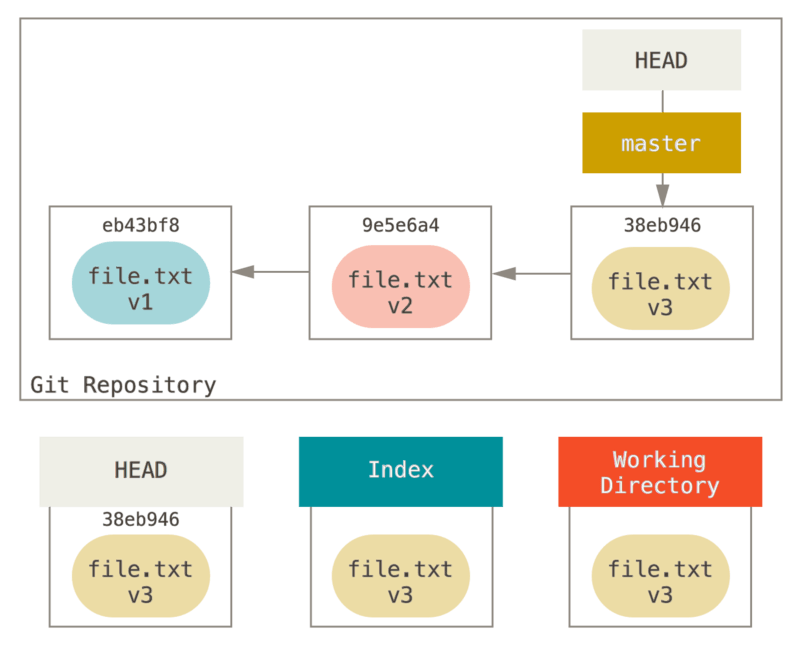 HEAD
master
eb43bf8
9e5e6a4
38eb946
file.txt
v1
file.txt
v2
file.txt
v3
Git Repository
HEAD
Index
Working
Directory
38eb946
file.txt
v3
file.txt
v3
file.txt
v3